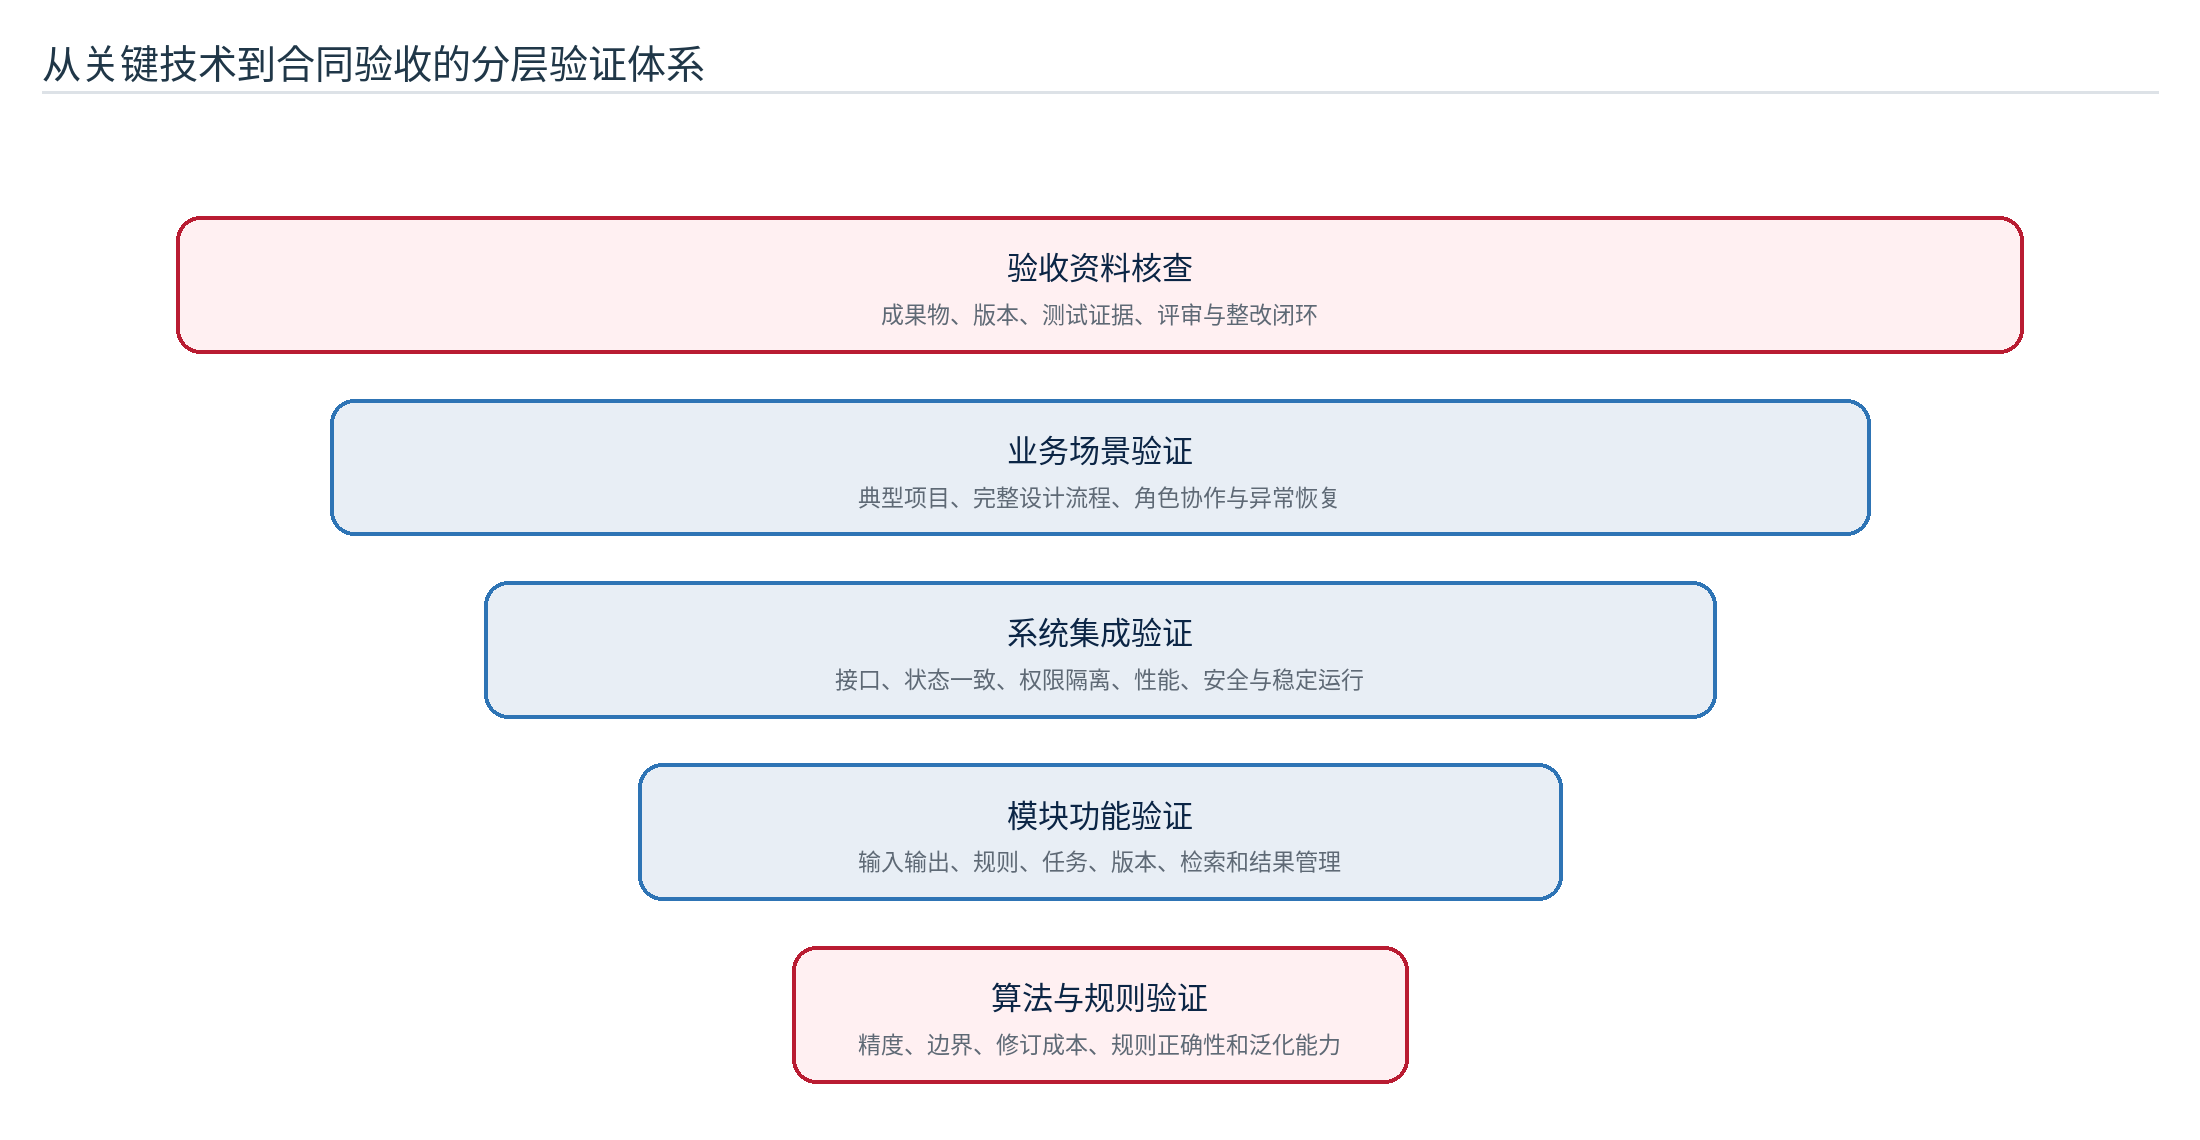 从关键技术到合同验收的分层验证体系
验收资料核查
成果物、版本、测试证据、评审与整改闭环
业务场景验证
典型项目、完整设计流程、角色协作与异常恢复
系统集成验证
接口、状态一致、权限隔离、性能、安全与稳定运行
模块功能验证
输入输出、规则、任务、版本、检索和结果管理
算法与规则验证
精度、边界、修订成本、规则正确性和泛化能力